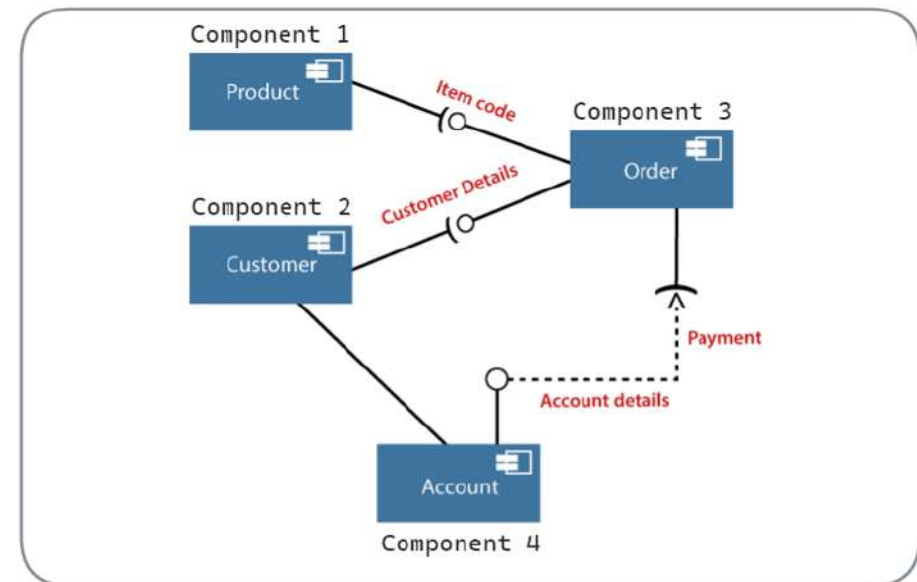 Component 1
Product
Item code
Component 3
Order
Customer Details
Component 2
Customer
Payment
Account details
Account
Component 4